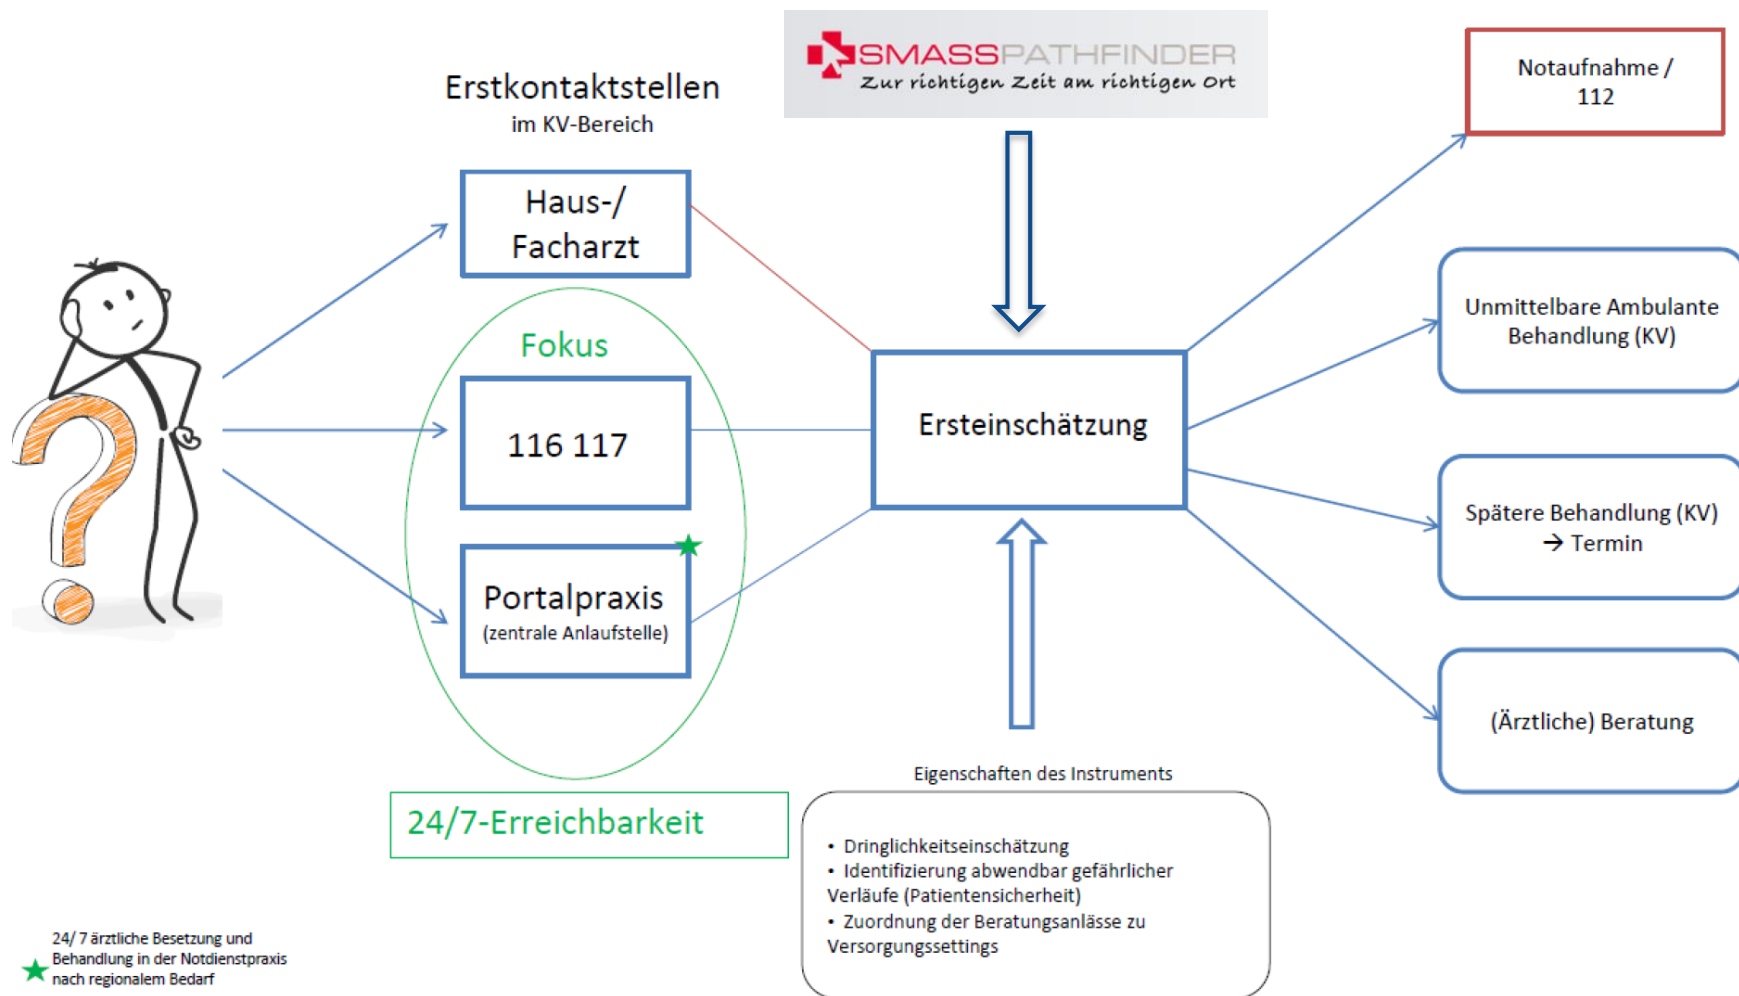 SMASSPATHFINDER
Zur richtigen Zeit am richtigen Ort
Erstkontaktstellen
im KV-Bereich
Haus-/
Facharzt
Fokus
116 117
Portalpraxis
(zentrale Anlaufstelle)
24/7-Erreichbarkeit
24/ 7 ärztliche Besetzung und
Behandlung in der Notdienstpraxis
nach regionalem Bedarf
Ersteinschätzung
Eigenschaften des Instruments
• Dringlichkeitseinschätzung
• Identifizierung abwendbar gefährlicher
Verläufe (Patientensicherheit)
• Zuordnung der Beratungsanlässe zu
Versorgungssettings
Notaufnahme /
112
Unmittelbare Ambulante
Behandlung (KV)
Spätere Behandlung (KV)
→ Termin
(Ärztliche) Beratung